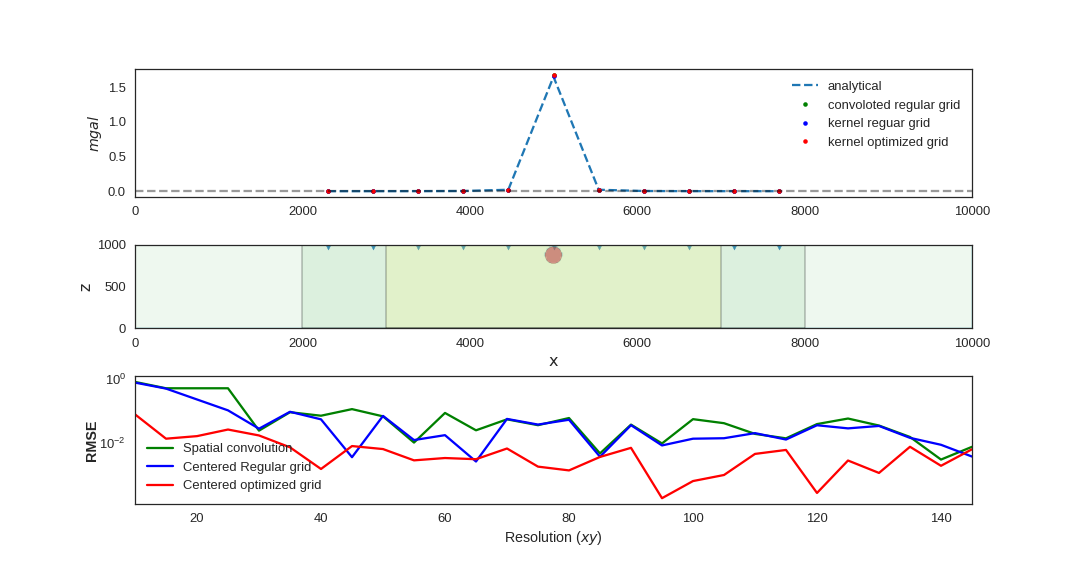 1.5
1.0
0.5
0.0
mgal
analytical
convoloted regular grid
kernel reguar grid
kernel optimized grid
0 2000 4000 6000 8000 10000
1000
500
0
z
0 2000 4000 6000 8000 10000
x
10⁰
10⁻²
RMSE
Spatial convolution
Centered Regular grid
Centered optimized grid
20 40 60 80 100 120 140
Resolution (xy)